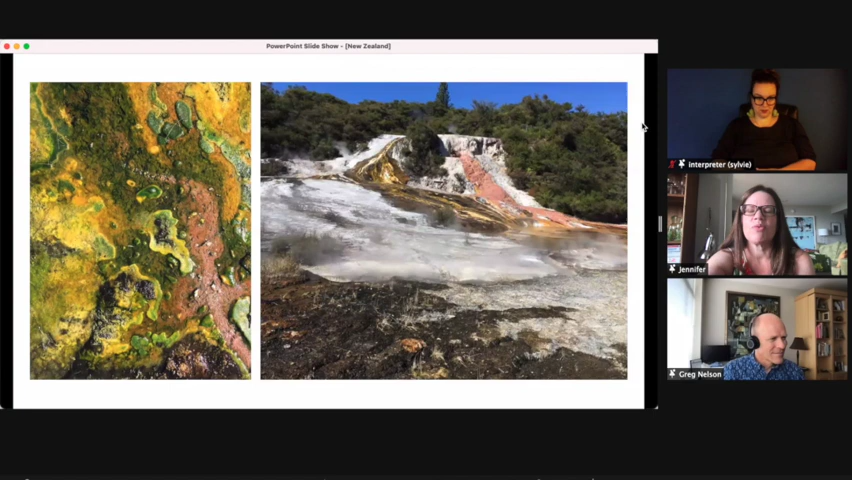 PowerPoint Slide Show - [New Zealand]
interpreter (sylvie)
Jennifer
Greg Nelson